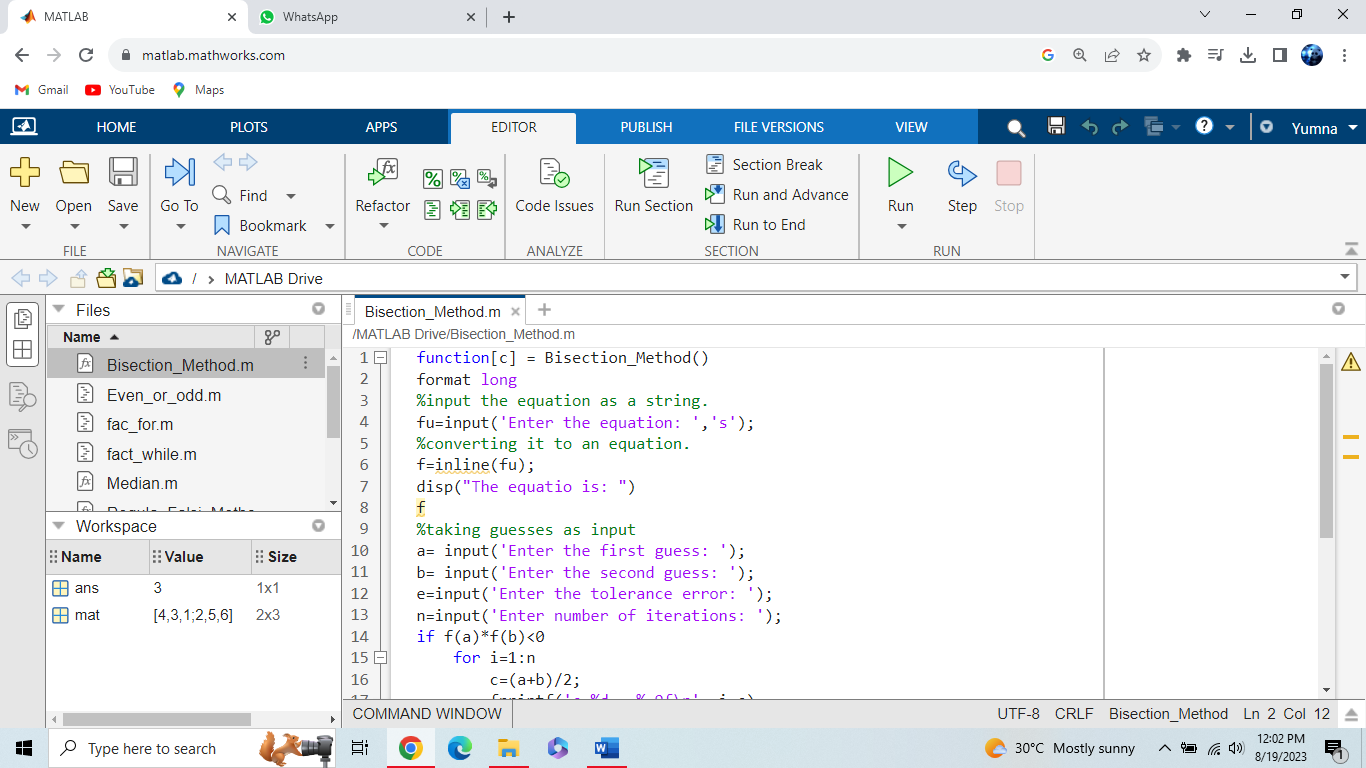 MATLAB
WhatsApp
matlab.mathworks.com
Gmail YouTube Maps
HOME PLOTS APPS EDITOR PUBLISH FILE VERSIONS VIEW Yumna
New Open Save
FILE
Go To Find Bookmark
NAVIGATE
Refactor
CODE
Code Issues
ANALYZE
Run Section
Section Break
Run and Advance
Run to End
SECTION
Run Step Stop
RUN
/ > MATLAB Drive
Files
Name
Bisection_Method.m
Even_or_odd.m
fac_for.m
fact_while.m
Median.m
Workspace
Name Value Size
ans 3 1x1
mat [4,3,1;2,5,6] 2x3
Bisection_Method.m
/MATLAB Drive/Bisection_Method.m
1 function[c] = Bisection_Method()
2 format long
3 %input the equation as a string.
4 fu=input('Enter the equation: ','s');
5 %converting it to an equation.
6 f=inline(fu);
7 disp("The equatio is: ")
8 f
9 %taking guesses as input
10 a= input('Enter the first guess: ');
11 b= input('Enter the second guess: ');
12 e=input('Enter the tolerance error: ');
13 n=input('Enter number of iterations: ');
14 if f(a)*f(b)<0
15 for i=1:n
16 c=(a+b)/2;
COMMAND WINDOW
UTF-8 CRLF Bisection_Method Ln 2 Col 12
Type here to search
30°C Mostly sunny
12:02 PM
8/19/2023
1